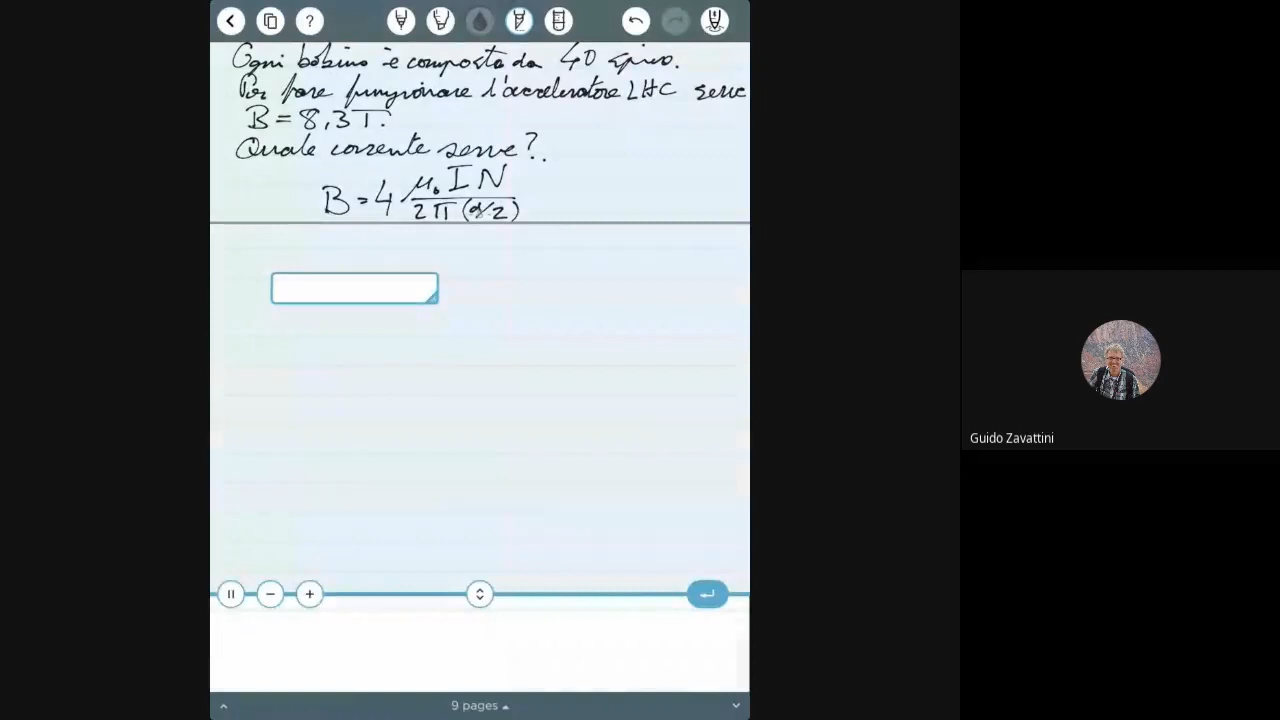 Ogni bobina è composta da 40 spire.
Per fare funzionare l'acceleratore LHC serve
B = 8,3 T.
Quale corrente serve?.
B = 4 μ₀ I N / 2π (d/2)
Guido Zavattini
9 pages